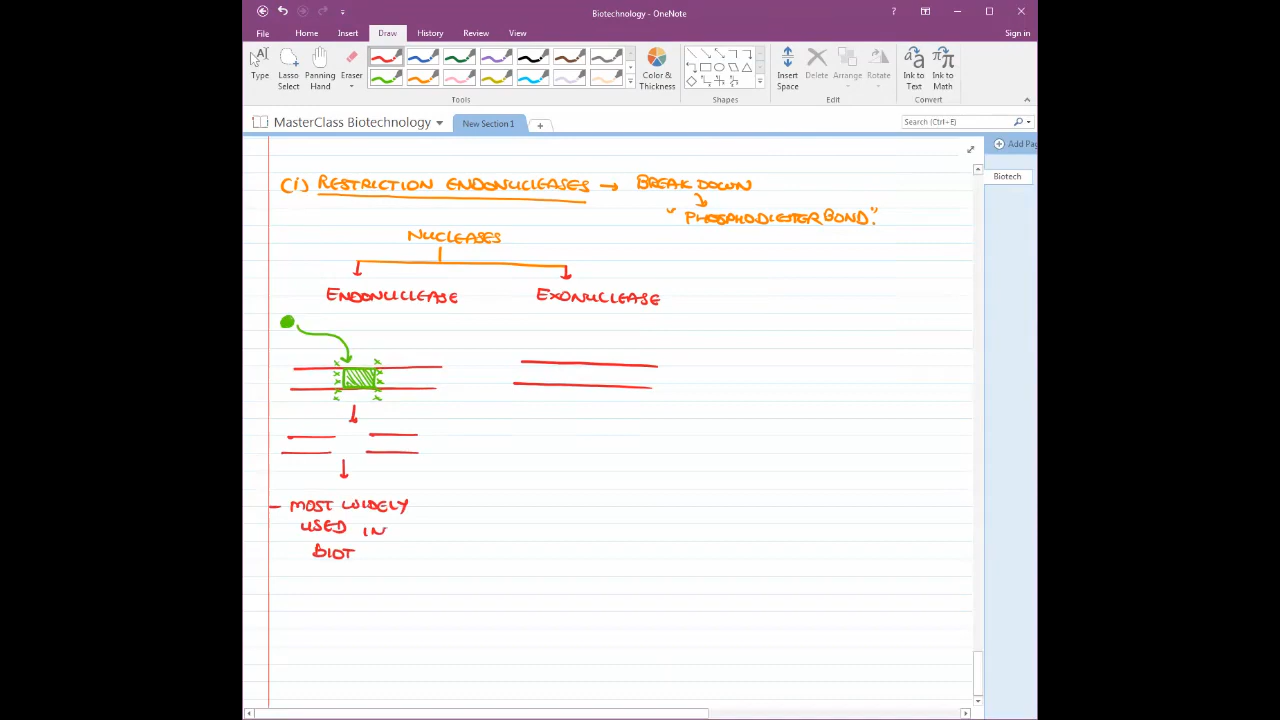 Biotechnology - OneNote
?
File Home Insert Draw History Review View
Sign in
Type
Lasso Select
Panning Hand
Eraser
Color & Thickness
Insert Space
Delete
Arrange
Rotate
Ink to Text
Ink to Math
Tools
Shapes
Edit
Convert
MasterClass Biotechnology
New Section 1
Search (Ctrl+E)
Add Pag
Biotech
(i) RESTRICTION ENDONUCLEASES → BREAK DOWN
"PHOSPHODIESTER BOND".
NUCLEASES
ENDONUCLEASE EXONUCLEASE
- MOST WIDELY
USED IN
BIOT